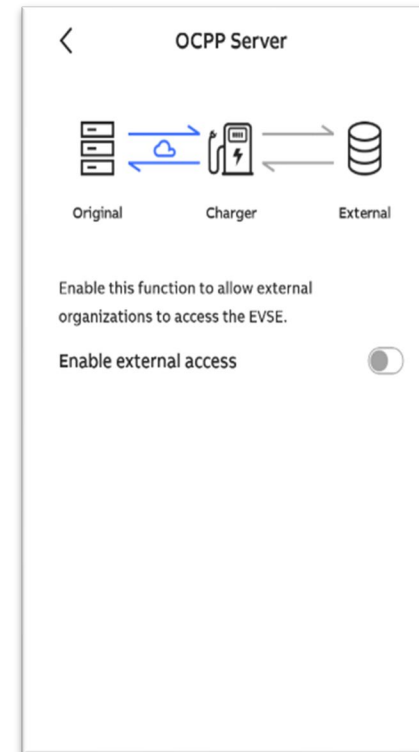 OCPP Server
Original Charger External
Enable this function to allow external
organizations to access the EVSE.
Enable external access